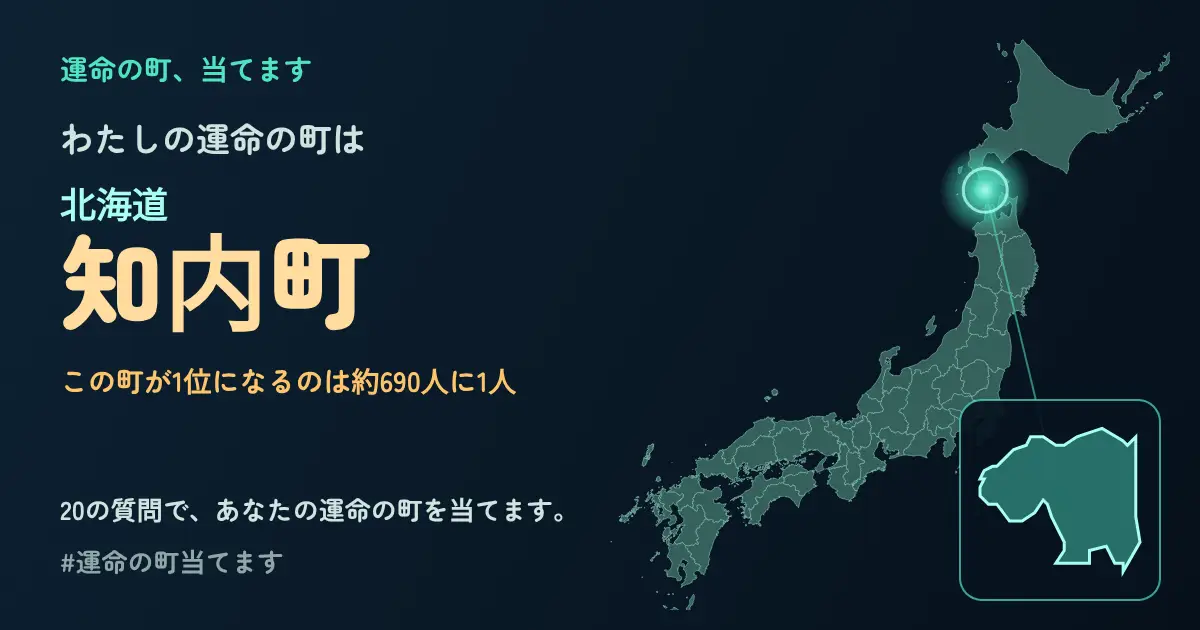 運命の町、当てます
わたしの運命の町は
北海道
知内町
この町が1位になるのは約690人に1人
20の質問で、あなたの運命の町を当てます。
#運命の町当てます